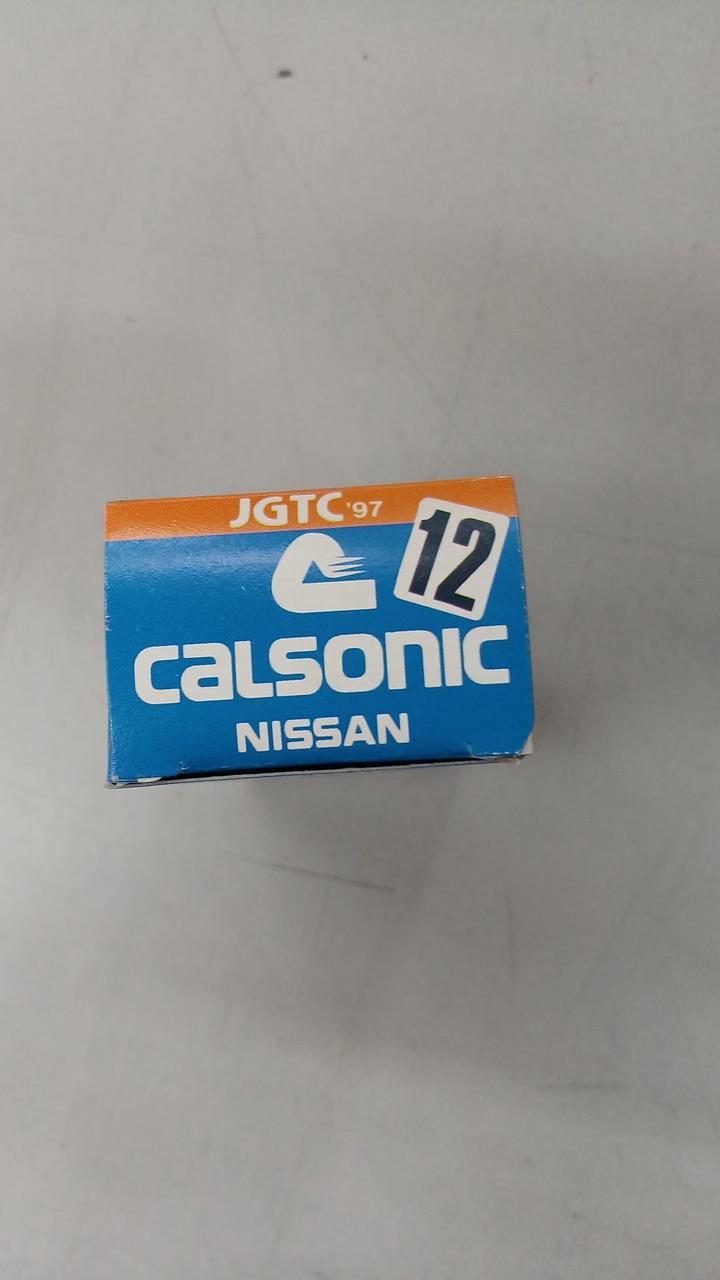 JGTC '97
12
CALSONIC
NISSAN